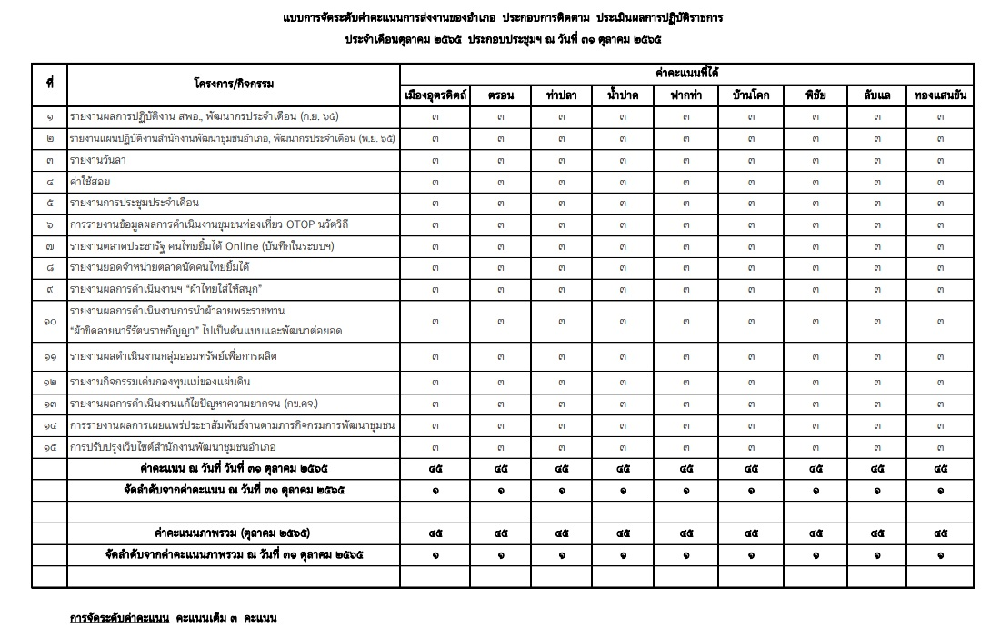 แบบการจัดระดับค่าคะแนนการส่งงานของอำเภอ ประกอบการติดตาม ประเมินผลการปฏิบัติราชการ
ประจำเดือนตุลาคม ๒๕๖๕ ประกอบประชุมฯ ณ วันที่ ๓๑ ตุลาคม ๒๕๖๕
ที่ โครงการ/กิจกรรม ค่าคะแนนที่ได้
เมืองอุตรดิตถ์ ตรอน ท่าปลา น้ำปาด ฟากท่า บ้านโคก พิชัย ลับแล ทองแสนขัน
๑ รายงานผลการปฏิบัติงาน สพอ., พัฒนากรประจำเดือน (ก.ย. ๖๕) ๓ ๓ ๓ ๓ ๓ ๓ ๓ ๓ ๓
๒ รายงานแผนปฏิบัติงานสำนักงานพัฒนาชุมชนอำเภอ, พัฒนากรประจำเดือน (พ.ย. ๖๕) ๓ ๓ ๓ ๓ ๓ ๓ ๓ ๓ ๓
๓ รายงานวันลา ๓ ๓ ๓ ๓ ๓ ๓ ๓ ๓ ๓
๔ ค่าใช้สอย ๓ ๓ ๓ ๓ ๓ ๓ ๓ ๓ ๓
๕ รายงานการประชุมประจำเดือน ๓ ๓ ๓ ๓ ๓ ๓ ๓ ๓ ๓
๖ การรายงานข้อมูลผลการดำเนินงานชุมชนท่องเที่ยว OTOP นวัตวิถี ๓ ๓ ๓ ๓ ๓ ๓ ๓ ๓ ๓
๗ รายงานตลาดประชารัฐ คนไทยยิ้มได้ Online (บันทึกในระบบฯ) ๓ ๓ ๓ ๓ ๓ ๓ ๓ ๓ ๓
๘ รายงานยอดจำหน่ายตลาดนัดคนไทยยิ้มได้ ๓ ๓ ๓ ๓ ๓ ๓ ๓ ๓ ๓
๙ รายงานผลการดำเนินงานฯ “ผ้าไทยใส่ให้สนุก” ๓ ๓ ๓ ๓ ๓ ๓ ๓ ๓ ๓
๑๐ รายงานผลการดำเนินงานการนำผ้าลายพระราชทาน
“ผ้าขิดลายนารีรัตนราชกัญญา” ไปเป็นต้นแบบและพัฒนาต่อยอด ๓ ๓ ๓ ๓ ๓ ๓ ๓ ๓ ๓
๑๑ รายงานผลดำเนินงานกลุ่มออมทรัพย์เพื่อการผลิต ๓ ๓ ๓ ๓ ๓ ๓ ๓ ๓ ๓
๑๒ รายงานกิจกรรมเด่นกองทุนแม่ของแผ่นดิน ๓ ๓ ๓ ๓ ๓ ๓ ๓ ๓ ๓
๑๓ รายงานผลการดำเนินงานแก้ไขปัญหาความยากจน (กข.คจ.) ๓ ๓ ๓ ๓ ๓ ๓ ๓ ๓ ๓
๑๔ การรายงานผลการเผยแพร่ประชาสัมพันธ์งานตามภารกิจกรมการพัฒนาชุมชน ๓ ๓ ๓ ๓ ๓ ๓ ๓ ๓ ๓
๑๕ การปรับปรุงเว็บไซต์สำนักงานพัฒนาชุมชนอำเภอ ๓ ๓ ๓ ๓ ๓ ๓ ๓ ๓ ๓
ค่าคะแนน ณ วันที่ วันที่ ๓๑ ตุลาคม ๒๕๖๕ ๔๕ ๔๕ ๔๕ ๔๕ ๔๕ ๔๕ ๔๕ ๔๕ ๔๕
จัดลำดับจากค่าคะแนน ณ วันที่ ๓๑ ตุลาคม ๒๕๖๕ ๑ ๑ ๑ ๑ ๑ ๑ ๑ ๑ ๑
ค่าคะแนนภาพรวม (ตุลาคม ๒๕๖๕) ๔๕ ๔๕ ๔๕ ๔๕ ๔๕ ๔๕ ๔๕ ๔๕ ๔๕
จัดลำดับจากค่าคะแนนภาพรวม ณ วันที่ ๓๑ ตุลาคม ๒๕๖๕ ๑ ๑ ๑ ๑ ๑ ๑ ๑ ๑ ๑
การจัดระดับค่าคะแนน คะแนนเต็ม ๓ คะแนน